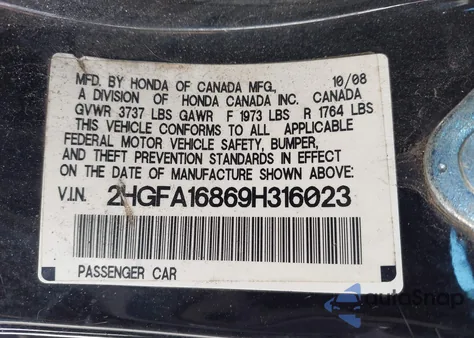 MFD. BY HONDA OF CANADA MFG., 10/08
A DIVISION OF HONDA CANADA INC. CANADA
GVWR 3737 LBS GAWR F 1973 LBS R 1764 LBS
THIS VEHICLE CONFORMS TO ALL APPLICABLE
FEDERAL MOTOR VEHICLE SAFETY, BUMPER,
AND THEFT PREVENTION STANDARDS IN EFFECT
ON THE DATE OF MANUFACTURE SHOWN ABOVE:
V.I.N. 2HGFA16869H316023
PASSENGER CAR
autoSnap